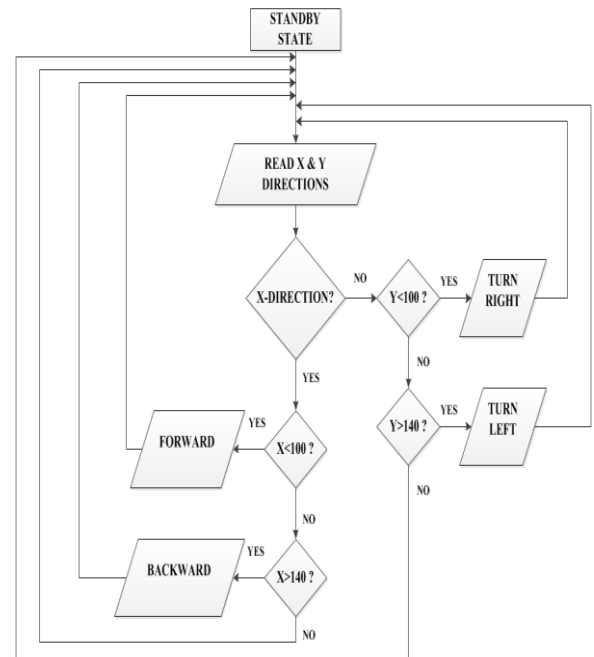 STANDBY
STATE
READ X & Y
DIRECTIONS
X-DIRECTION?
NO
Y<100 ?
YES
TURN
RIGHT
NO
YES
Y>140 ?
YES
TURN
LEFT
FORWARD
YES
X<100 ?
NO
NO
BACKWARD
YES
X>140 ?
NO